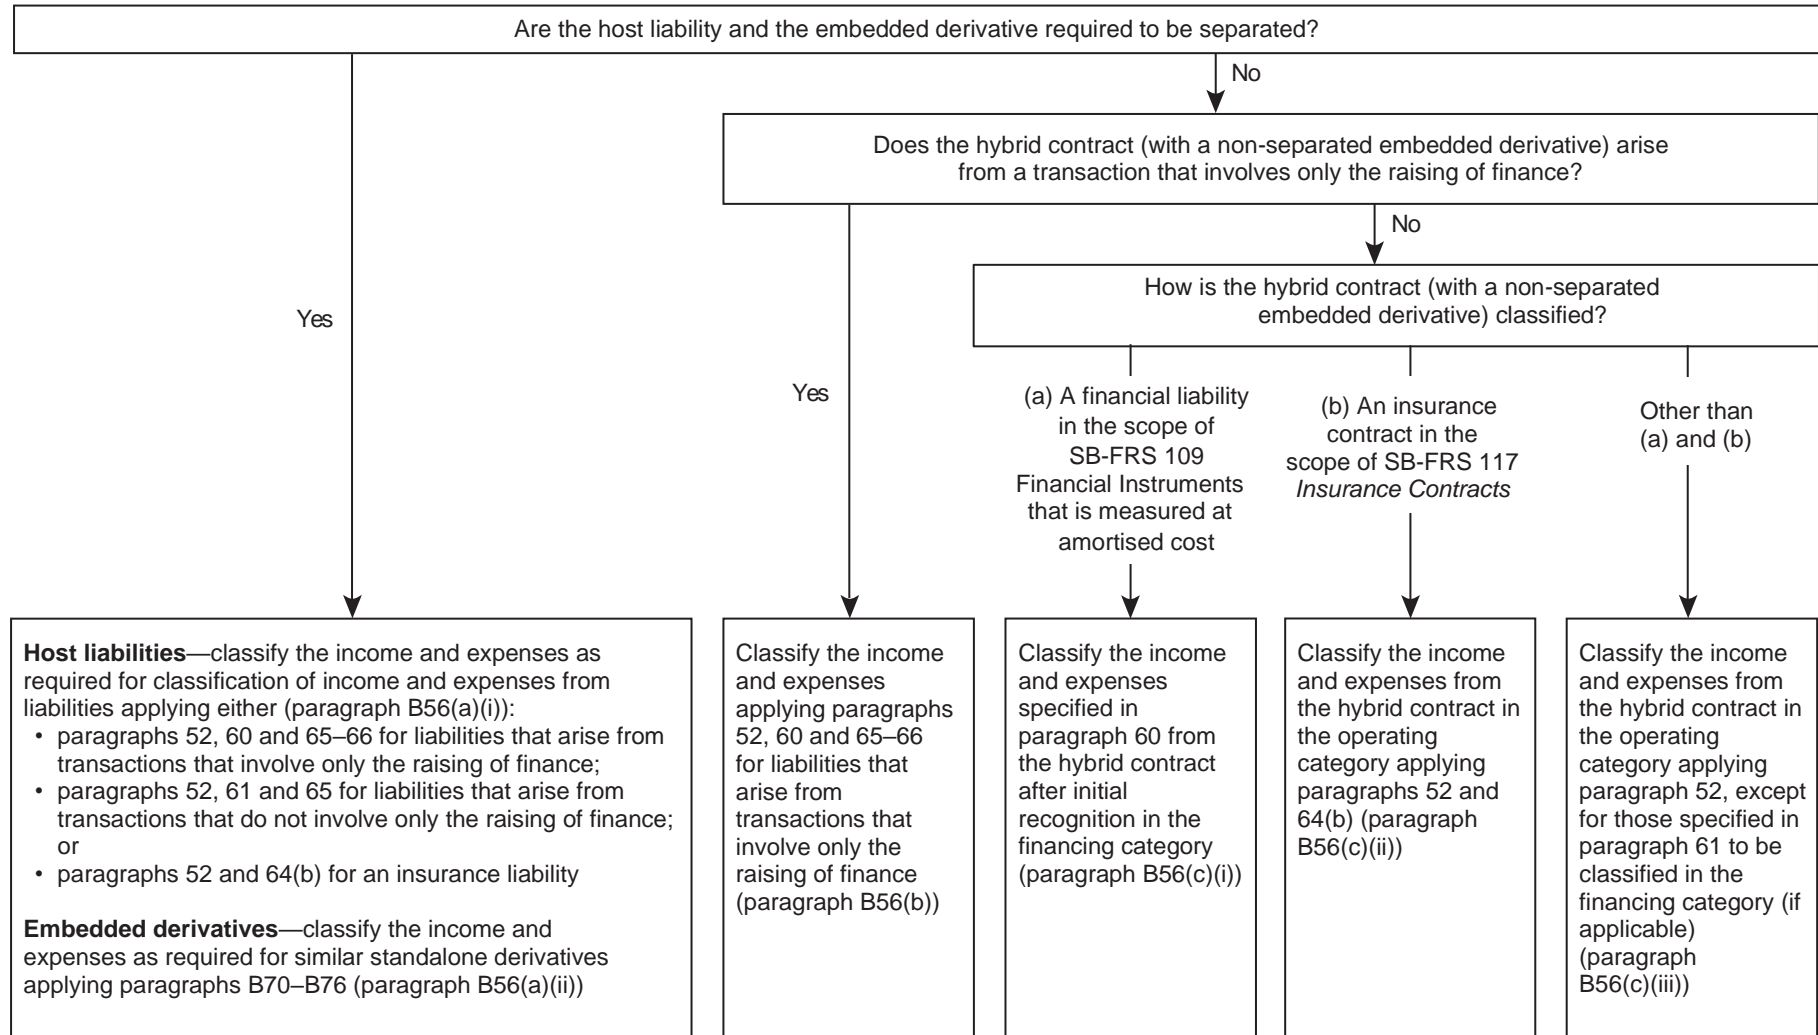 Are the host liability and the embedded derivative required to be separated?
No
Does the hybrid contract (with a non-separated embedded derivative) arise
from a transaction that involves only the raising of finance?
No
How is the hybrid contract (with a non-separated
embedded derivative) classified?
Yes
Yes
(a) A financial liability
in the scope of
SB-FRS 109
Financial Instruments
that is measured at
amortised cost
(b) An insurance
contract in the
scope of SB-FRS 117
Insurance Contracts
Other than
(a) and (b)
Host liabilities—classify the income and expenses as
required for classification of income and expenses from
liabilities applying either (paragraph B56(a)(i)):
• paragraphs 52, 60 and 65–66 for liabilities that arise from
transactions that involve only the raising of finance;
• paragraphs 52, 61 and 65 for liabilities that arise from
transactions that do not involve only the raising of finance;
or
• paragraphs 52 and 64(b) for an insurance liability
Embedded derivatives—classify the income and
expenses as required for similar standalone derivatives
applying paragraphs B70–B76 (paragraph B56(a)(ii))
Classify the income
and expenses
applying paragraphs
52, 60 and 65–66
for liabilities that
arise from
transactions that
involve only the
raising of finance
(paragraph B56(b))
Classify the income
and expenses
specified in
paragraph 60 from
the hybrid contract
after initial
recognition in the
financing category
(paragraph B56(c)(i))
Classify the income
and expenses from
the hybrid contract in
the operating
category applying
paragraphs 52 and
64(b) (paragraph
B56(c)(ii))
Classify the income
and expenses from
the hybrid contract in
the operating
category applying
paragraph 52, except
for those specified in
paragraph 61 to be
classified in the
financing category (if
applicable)
(paragraph
B56(c)(iii))